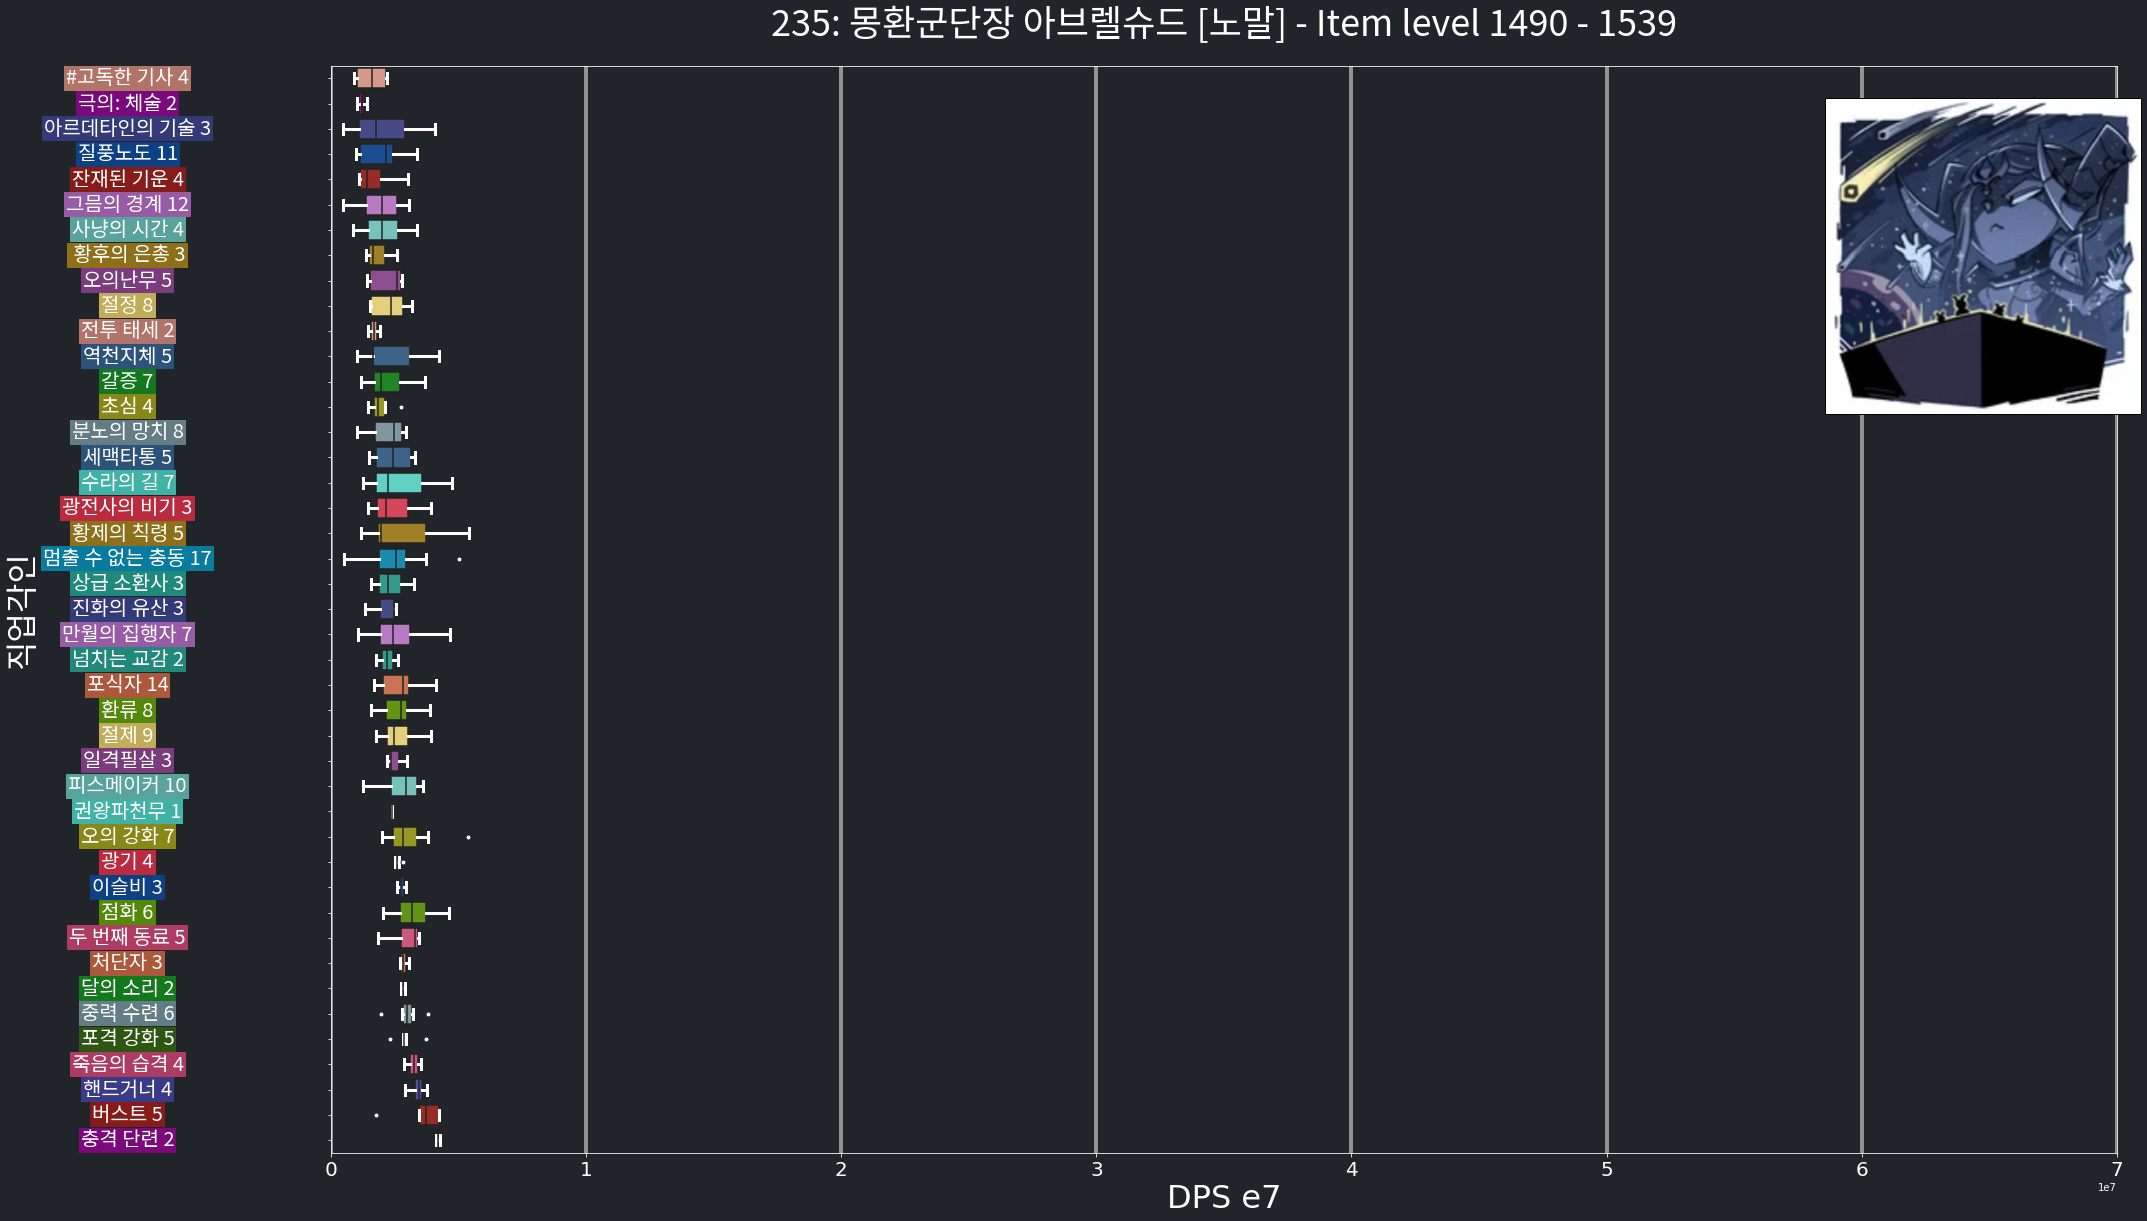 235: 몽환군단장 아브렐슈드 [노말] - Item level 1490 - 1539
#고독한 기사 4
극의: 체술 2
아르데타인의 기술 3
질풍노도 11
잔재된 기운 4
그믐의 경계 12
사냥의 시간 4
황후의 은총 3
오의난무 5
절정 8
전투 태세 2
역천지체 5
갈증 7
초심 4
분노의 망치 8
세맥타통 5
수라의 길 7
광전사의 비기 3
황제의 칙령 5
멈출 수 없는 충동 17
상급 소환사 3
진화의 유산 3
만월의 집행자 7
넘치는 교감 2
포식자 14
환류 8
절제 9
일격필살 3
피스메이커 10
권왕파천무 1
오의 강화 7
광기 4
이슬비 3
점화 6
두 번째 동료 5
처단자 3
달의 소리 2
중력 수련 6
포격 강화 5
죽음의 습격 4
핸드거너 4
버스트 5
충격 단련 2
직업각인
0 1 2 3 4 5 6 7
1e7
DPS e7